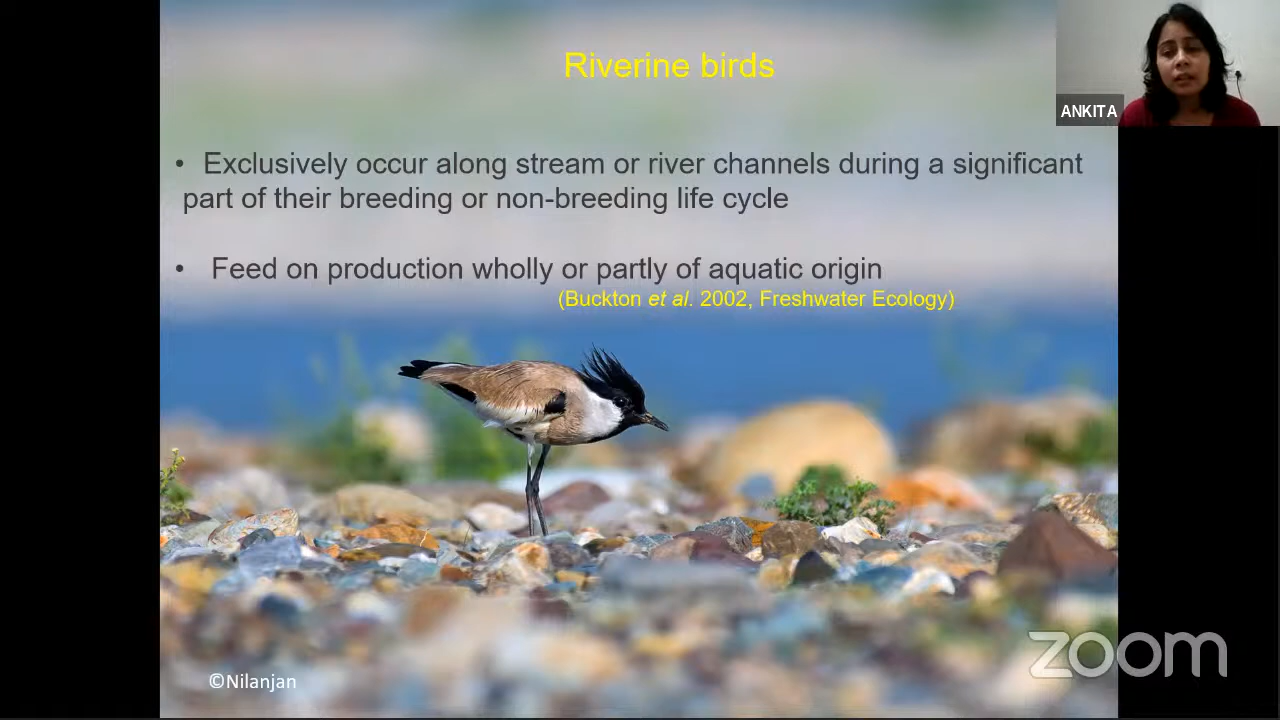 Riverine birds
ANKITA
• Exclusively occur along stream or river channels during a significant
part of their breeding or non-breeding life cycle
• Feed on production wholly or partly of aquatic origin
(Buckton et al. 2002, Freshwater Ecology)
©Nilanjan
zoom